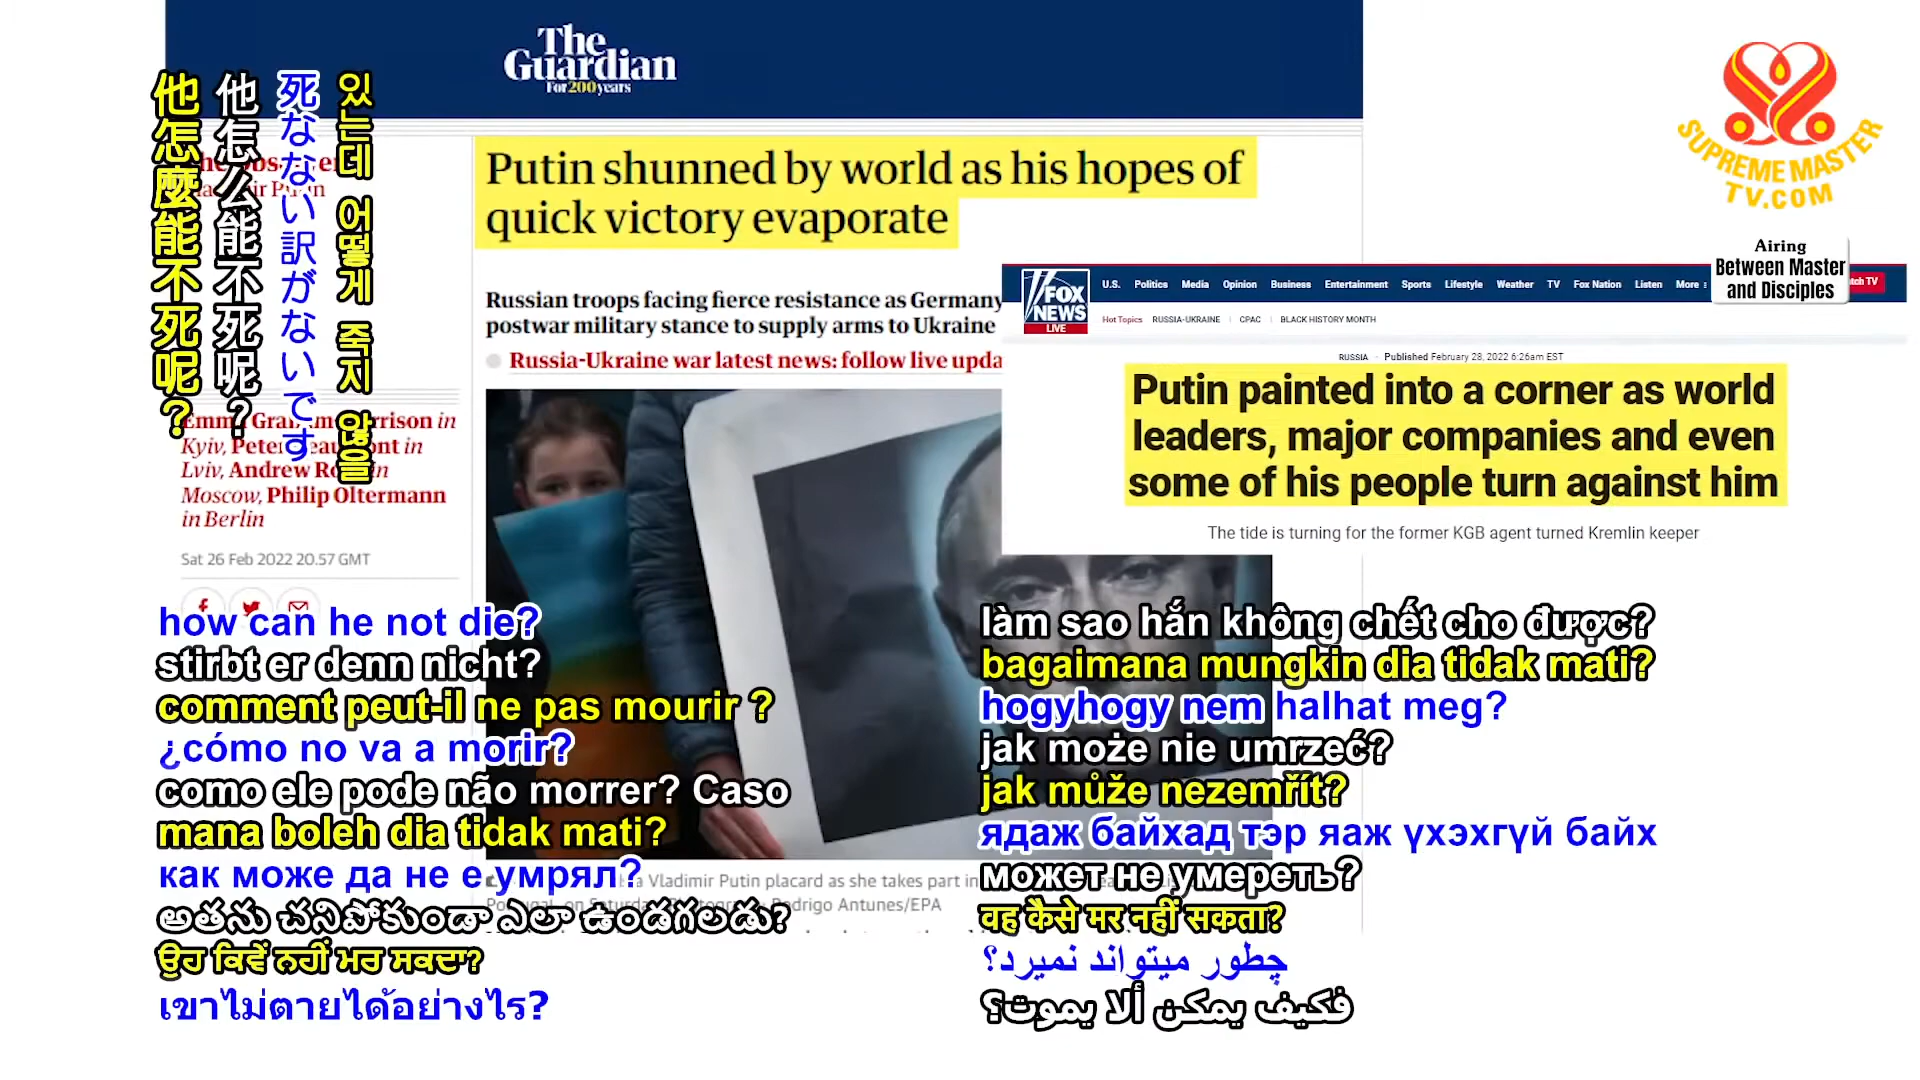 The
Guardian
For 200 years
Putin shunned by world as his hopes of
quick victory evaporate
Russian troops facing fierce resistance as Germany
postwar military stance to supply arms to Ukraine
Russia-Ukraine war latest news: follow live upda
in
Kyiv, Peter in
Lviv, Andrew in
Moscow, Philip Oltermann
in Berlin
Sat 26 Feb 2022 20.57 GMT
他怎麼能不死呢？
他怎么能不死呢？
死なない訳がないです
있는데 어떻게 죽지 않을
SUPREME MASTER
TV.COM
Airing
Between Master
and Disciples
FOX
NEWS
LIVE
U.S. Politics Media Opinion Business Entertainment Sports Lifestyle Weather TV Fox Nation Listen More
tch TV
Hot Topics RUSSIA-UKRAINE CPAC BLACK HISTORY MONTH
RUSSIA · Published February 28, 2022 6:26am EST
Putin painted into a corner as world
leaders, major companies and even
some of his people turn against him
The tide is turning for the former KGB agent turned Kremlin keeper
how can he not die?
stirbt er denn nicht?
comment peut-il ne pas mourir ?
¿cómo no va a morir?
como ele pode não morrer? Caso
mana boleh dia tidak mati?
как може да не е умрял?
అతను చనిపోకుండా ఎలా ఉండగలడు?
ਉਹ ਕਿਵੇਂ ਨਹੀਂ ਮਰ ਸਕਦਾ?
เขาไม่ตายได้อย่างไร?
làm sao hắn không chết cho được?
bagaimana mungkin dia tidak mati?
hogyhogy nem halhat meg?
jak może nie umrzeć?
jak může nezemřít?
ядаж байхад тэр яаж үхэхгүй байх
может не умереть?
वह कैसे मर नहीं सकता?
چطور میتواند نمیرد؟
فكيف يمكن ألا يموت؟
a Vladimir Putin placard as she takes part in
on Rodrigo Antunes/EPA